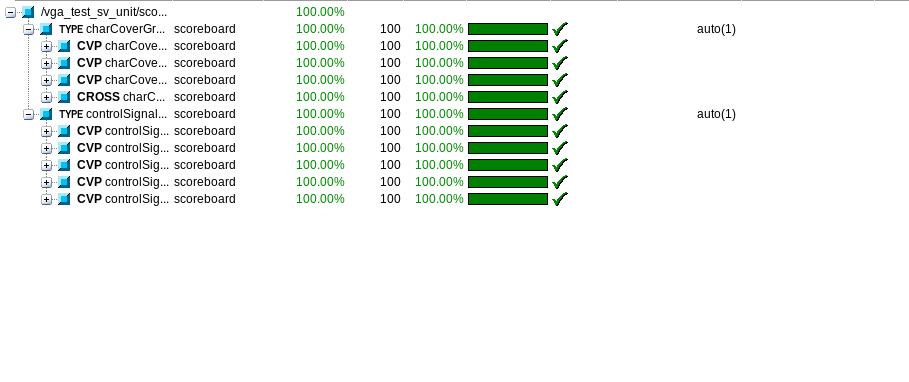 /vga_test_sv_unit/sco... 100.00%
TYPE charCoverGr... scoreboard 100.00% 100 100.00% auto(1)
CVP charCove... scoreboard 100.00% 100 100.00%
CVP charCove... scoreboard 100.00% 100 100.00%
CVP charCove... scoreboard 100.00% 100 100.00%
CROSS charC... scoreboard 100.00% 100 100.00%
TYPE controlSignal... scoreboard 100.00% 100 100.00% auto(1)
CVP controlSig... scoreboard 100.00% 100 100.00%
CVP controlSig... scoreboard 100.00% 100 100.00%
CVP controlSig... scoreboard 100.00% 100 100.00%
CVP controlSig... scoreboard 100.00% 100 100.00%
CVP controlSig... scoreboard 100.00% 100 100.00%